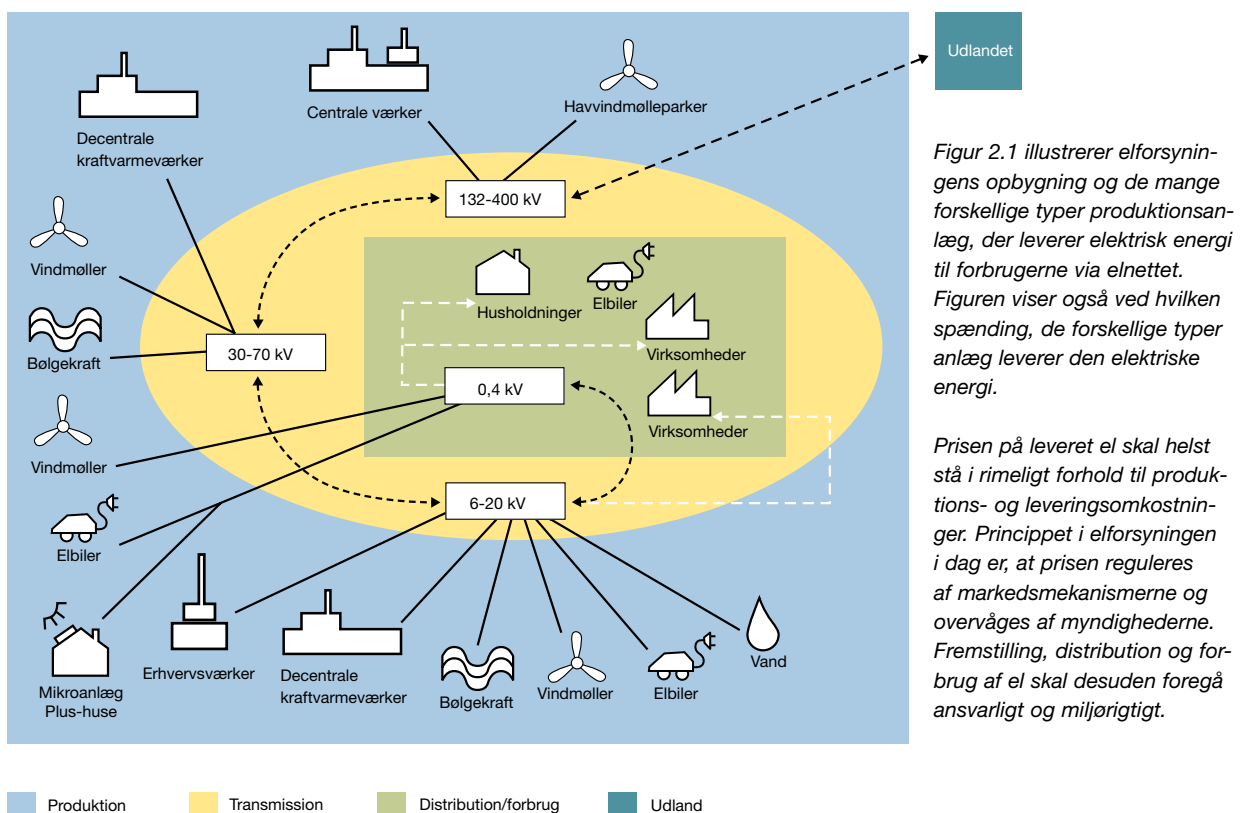 Udlandet
Centrale værker
Havvindmølleparker
Decentrale
kraftvarmeværker
132-400 kV
Vindmøller
Husholdninger
Elbiler
Bølgekraft
30-70 kV
Virksomheder
0,4 kV
Virksomheder
Vindmøller
6-20 kV
Elbiler
Mikroanlæg
Plus-huse
Erhvervsværker
Decentrale
kraftvarmeværker
Bølgekraft
Vindmøller
Elbiler
Vand
Figur 2.1 illustrerer elforsynin-
gens opbygning og de mange
forskellige typer produktionsan-
læg, der leverer elektrisk energi
til forbrugerne via elnettet.
Figuren viser også ved hvilken
spænding, de forskellige typer
anlæg leverer den elektriske
energi.
Prisen på leveret el skal helst
stå i rimeligt forhold til produk-
tions- og leveringsomkostnin-
ger. Princippet i elforsyningen
i dag er, at prisen reguleres
af markedsmekanismerne og
overvåges af myndighederne.
Fremstilling, distribution og for-
brug af el skal desuden foregå
ansvarligt og miljørigtigt.
Produktion
Transmission
Distribution/forbrug
Udland